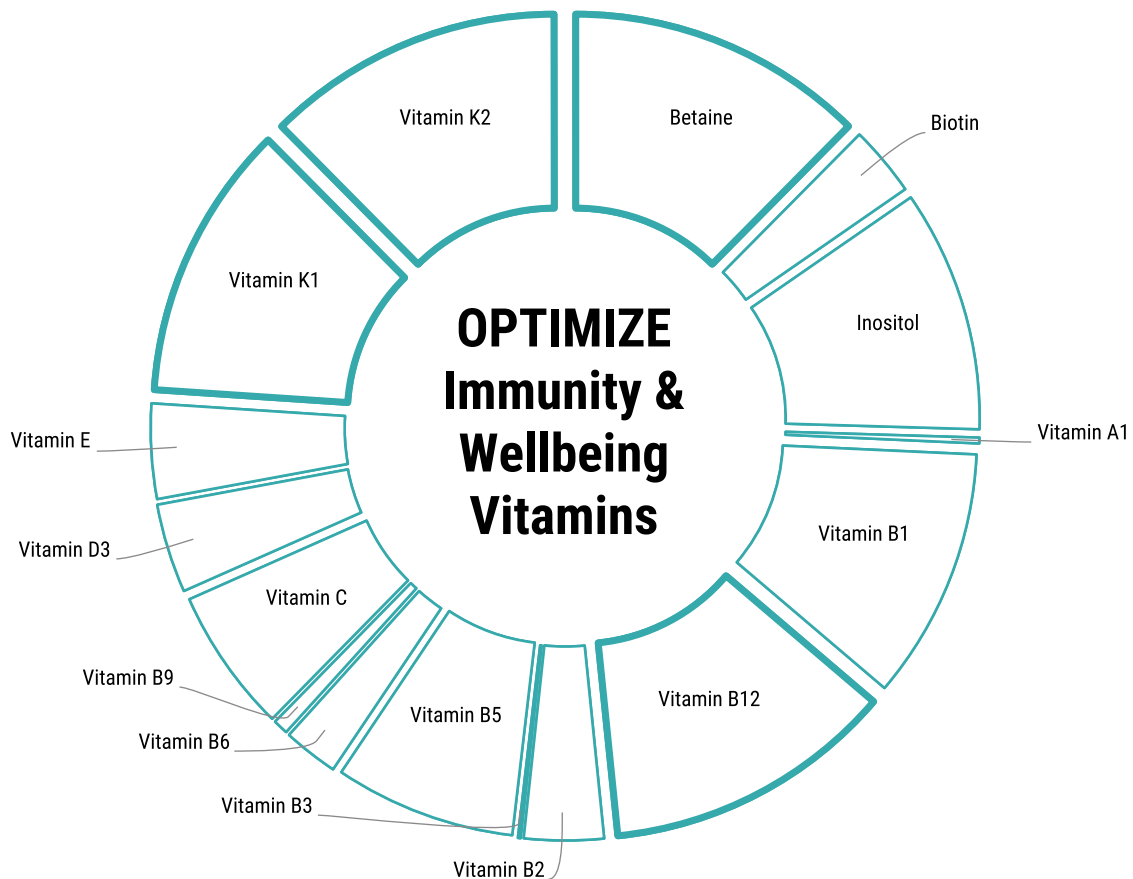 Vitamin K2
Betaine
Biotin
Vitamin K1
Inositol
OPTIMIZE
Immunity &
Wellbeing
Vitamins
Vitamin A1
Vitamin E
Vitamin B1
Vitamin D3
Vitamin C
Vitamin B9
Vitamin B12
Vitamin B5
Vitamin B6
Vitamin B3
Vitamin B2